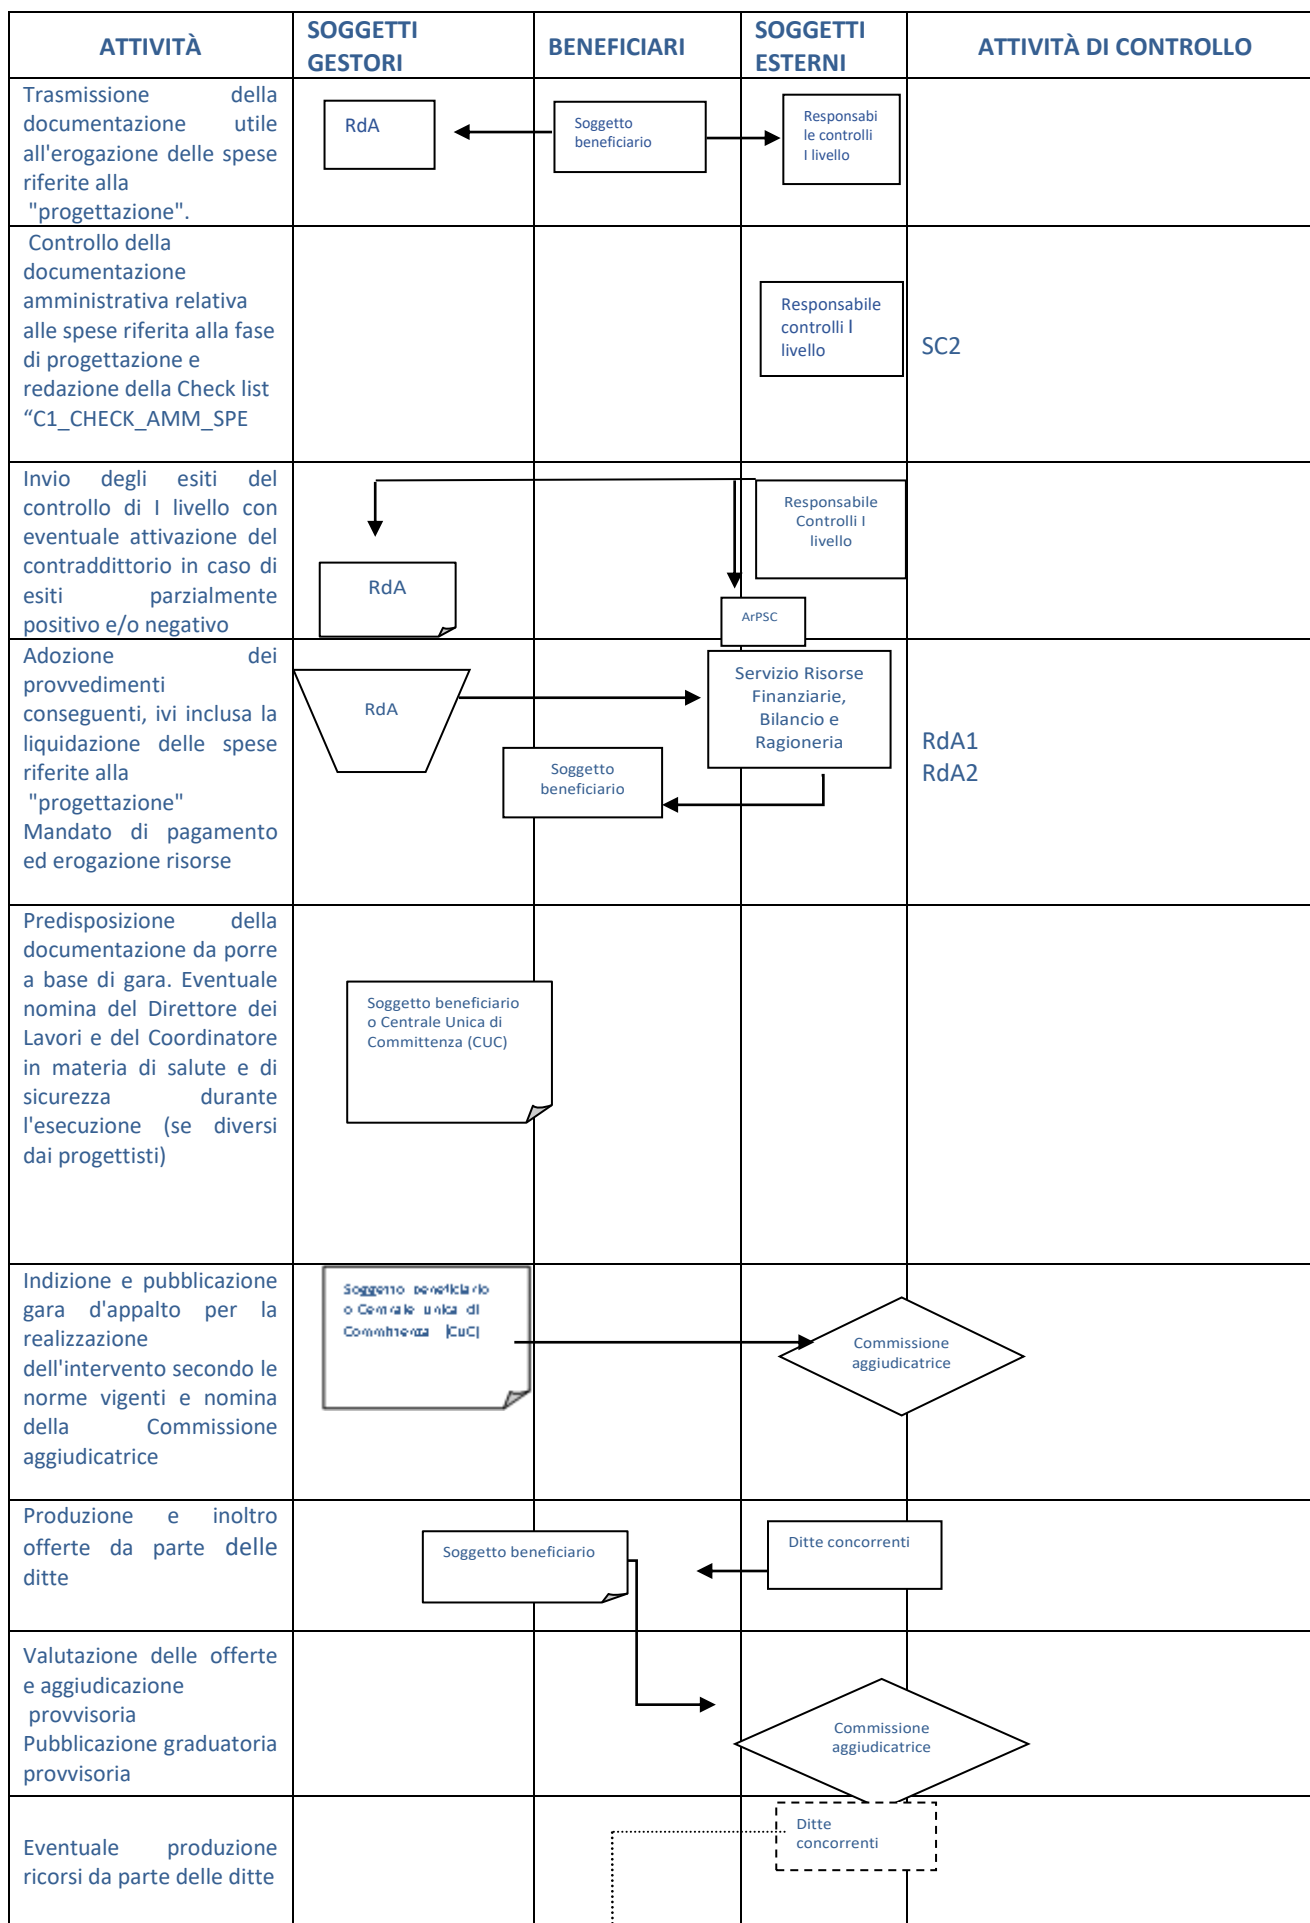 ATTIVITÀ
SOGGETTI
GESTORI
BENEFICIARI
SOGGETTI
ESTERNI
ATTIVITÀ DI CONTROLLO
Trasmissione della
documentazione utile
all'erogazione delle spese
riferite alla
"progettazione".
RdA
Soggetto
beneficiario
Responsabi
le controlli
I livello
Controllo della
documentazione
amministrativa relativa
alle spese riferita alla fase
di progettazione e
redazione della Check list
“C1_CHECK_AMM_SPE
Responsabile
controlli I
livello
SC2
Invio degli esiti del
controllo di I livello con
eventuale attivazione del
contraddittorio in caso di
esiti parzialmente
positivo e/o negativo
RdA
Responsabile
Controlli I
livello
ArPSC
Adozione dei
provvedimenti
conseguenti, ivi inclusa la
liquidazione delle spese
riferite alla
"progettazione"
Mandato di pagamento
ed erogazione risorse
RdA
Soggetto
beneficiario
Servizio Risorse
Finanziarie,
Bilancio e
Ragioneria
RdA1
RdA2
Predisposizione della
documentazione da porre
a base di gara. Eventuale
nomina del Direttore dei
Lavori e del Coordinatore
in materia di salute e di
sicurezza durante
l'esecuzione (se diversi
dai progettisti)
Soggetto beneficiario
o Centrale Unica di
Committenza (CUC)
Indizione e pubblicazione
gara d'appalto per la
realizzazione
dell'intervento secondo le
norme vigenti e nomina
della Commissione
aggiudicatrice
Soggetto beneficiario
o Centrale unica di
Committenza (CuC)
Commissione
aggiudicatrice
Produzione e inoltro
offerte da parte delle
ditte
Soggetto beneficiario
Ditte concorrenti
Valutazione delle offerte
e aggiudicazione
provvisoria
Pubblicazione graduatoria
provvisoria
Commissione
aggiudicatrice
Eventuale produzione
ricorsi da parte delle ditte
Ditte
concorrenti